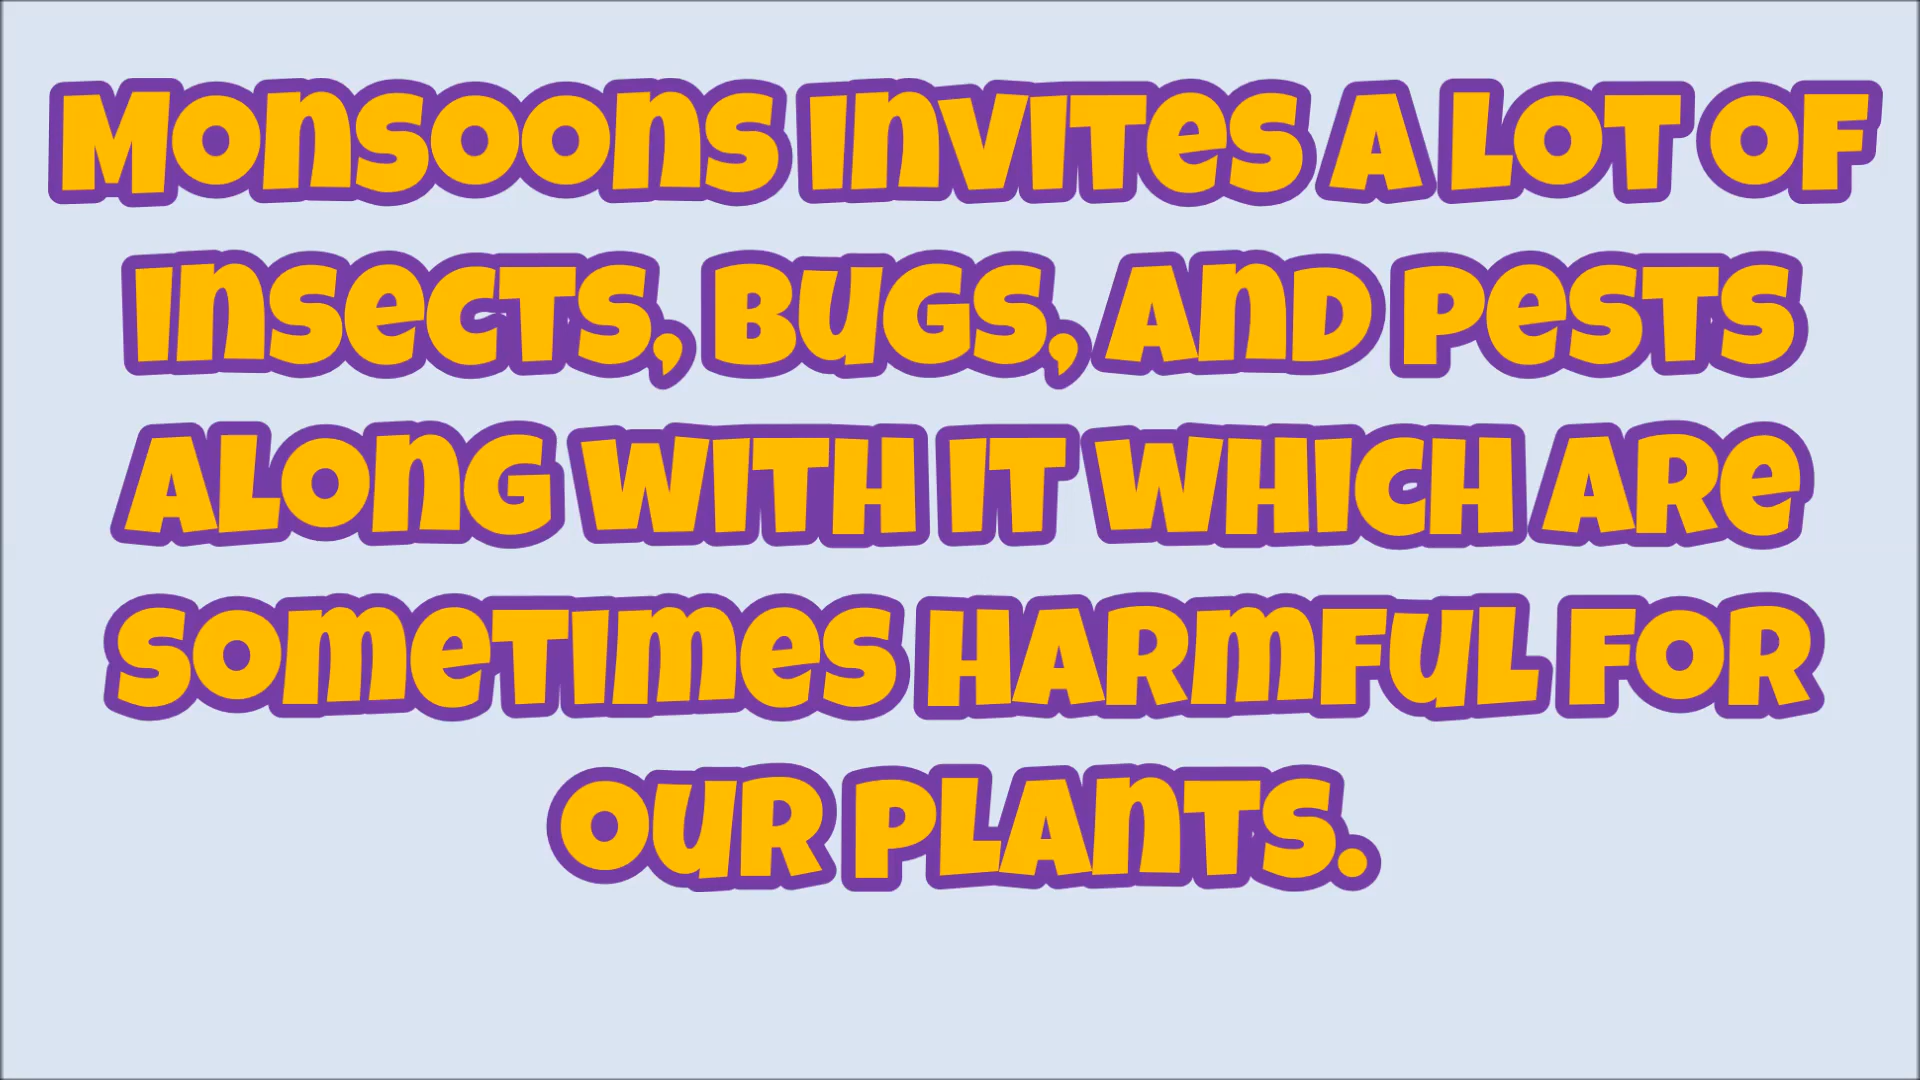 Monsoons invites a lot of
insects, bugs, and pests
along with it which are
sometimes harmful for
our plants.